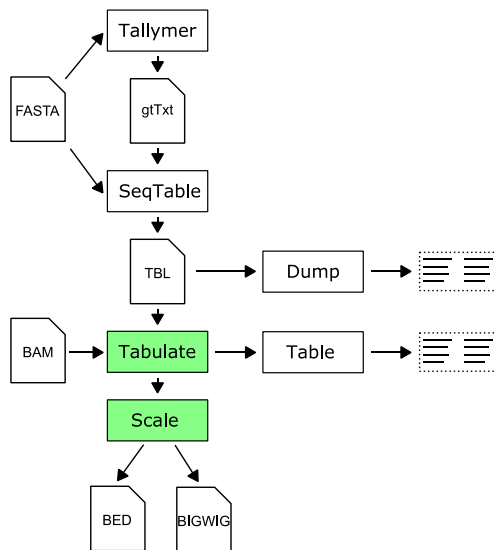 Tallymer
FASTA
gtTxt
SeqTable
TBL
Dump
BAM
Tabulate
Table
Scale
BED
BIGWIG